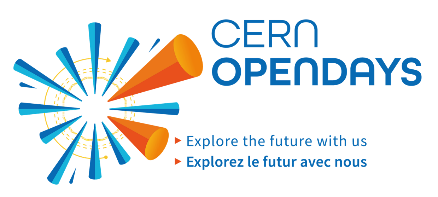 CERN
OPENDAYS
Explore the future with us
Explorez le futur avec nous